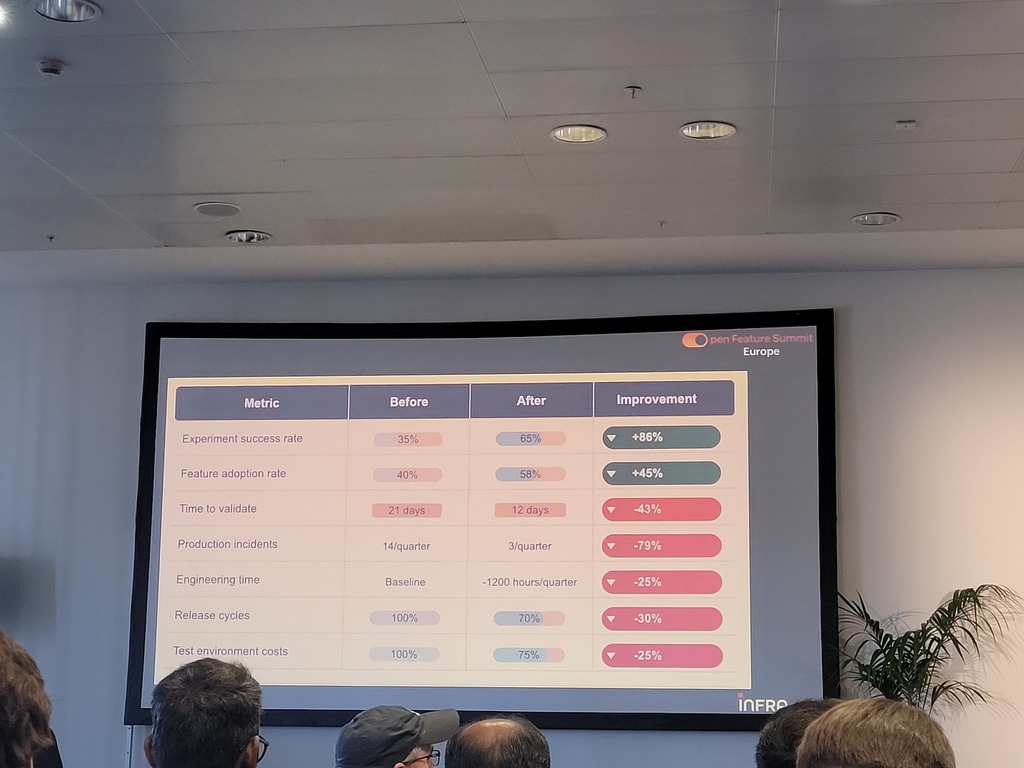 pen Feature Summit
Europe
Metric Before After Improvement
Experiment success rate 35% 65% +86%
Feature adoption rate 40% 58% +45%
Time to validate 21 days 12 days -43%
Production incidents 14/quarter 3/quarter -79%
Engineering time Baseline -1200 hours/quarter -25%
Release cycles 100% 70% -30%
Test environment costs 100% 75% -25%
INFRA